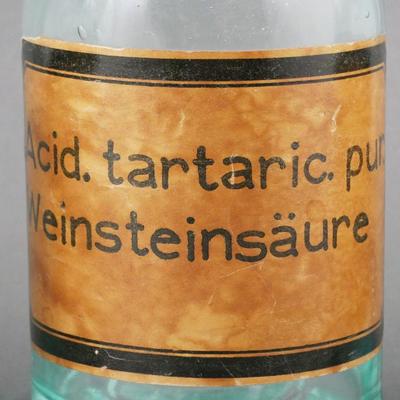 Acid. tartaric. pur.
Weinsteinsäure